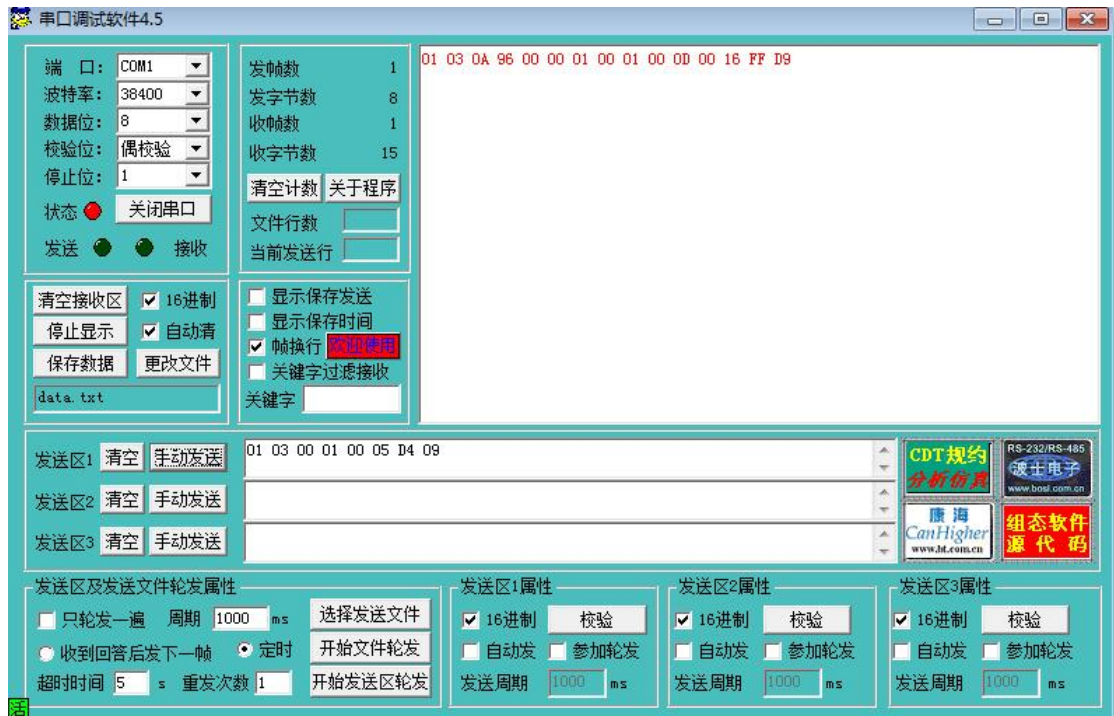 串口调试软件4.5
端 口: COM1
波特率: 38400
数据位: 8
校验位: 偶校验
停止位: 1
状态 关闭串口
发送 接收
发帧数 1
发字节数 8
收帧数 1
收字节数 15
清空计数 关于程序
文件行数
当前发送行
01 03 0A 96 00 00 01 00 01 00 0D 00 16 FF D9
清空接收区 16进制
停止显示 自动清
保存数据 更改文件
data.txt
显示保存发送
显示保存时间
帧换行 欢迎使用
关键字过滤接收
关键字
发送区1 清空 手动发送 01 03 00 01 00 05 D4 09
发送区2 清空 手动发送
发送区3 清空 手动发送
CDT规约
分析仿真
RS-232/RS-485
波士电子
www.bosi.com.cn
康海
CanHigher
www.ht.com.cn
组态软件
源代码
发送区及发送文件轮发属性
只轮发一遍 周期 1000 ms 选择发送文件
收到回答后发下一帧 定时 开始文件轮发
超时时间 5 s 重发次数 1 开始发送区轮发
发送区1属性
16进制 校验
自动发 参加轮发
发送周期 1000 ms
发送区2属性
16进制 校验
自动发 参加轮发
发送周期 1000 ms
发送区3属性
16进制 校验
自动发 参加轮发
发送周期 1000 ms
活